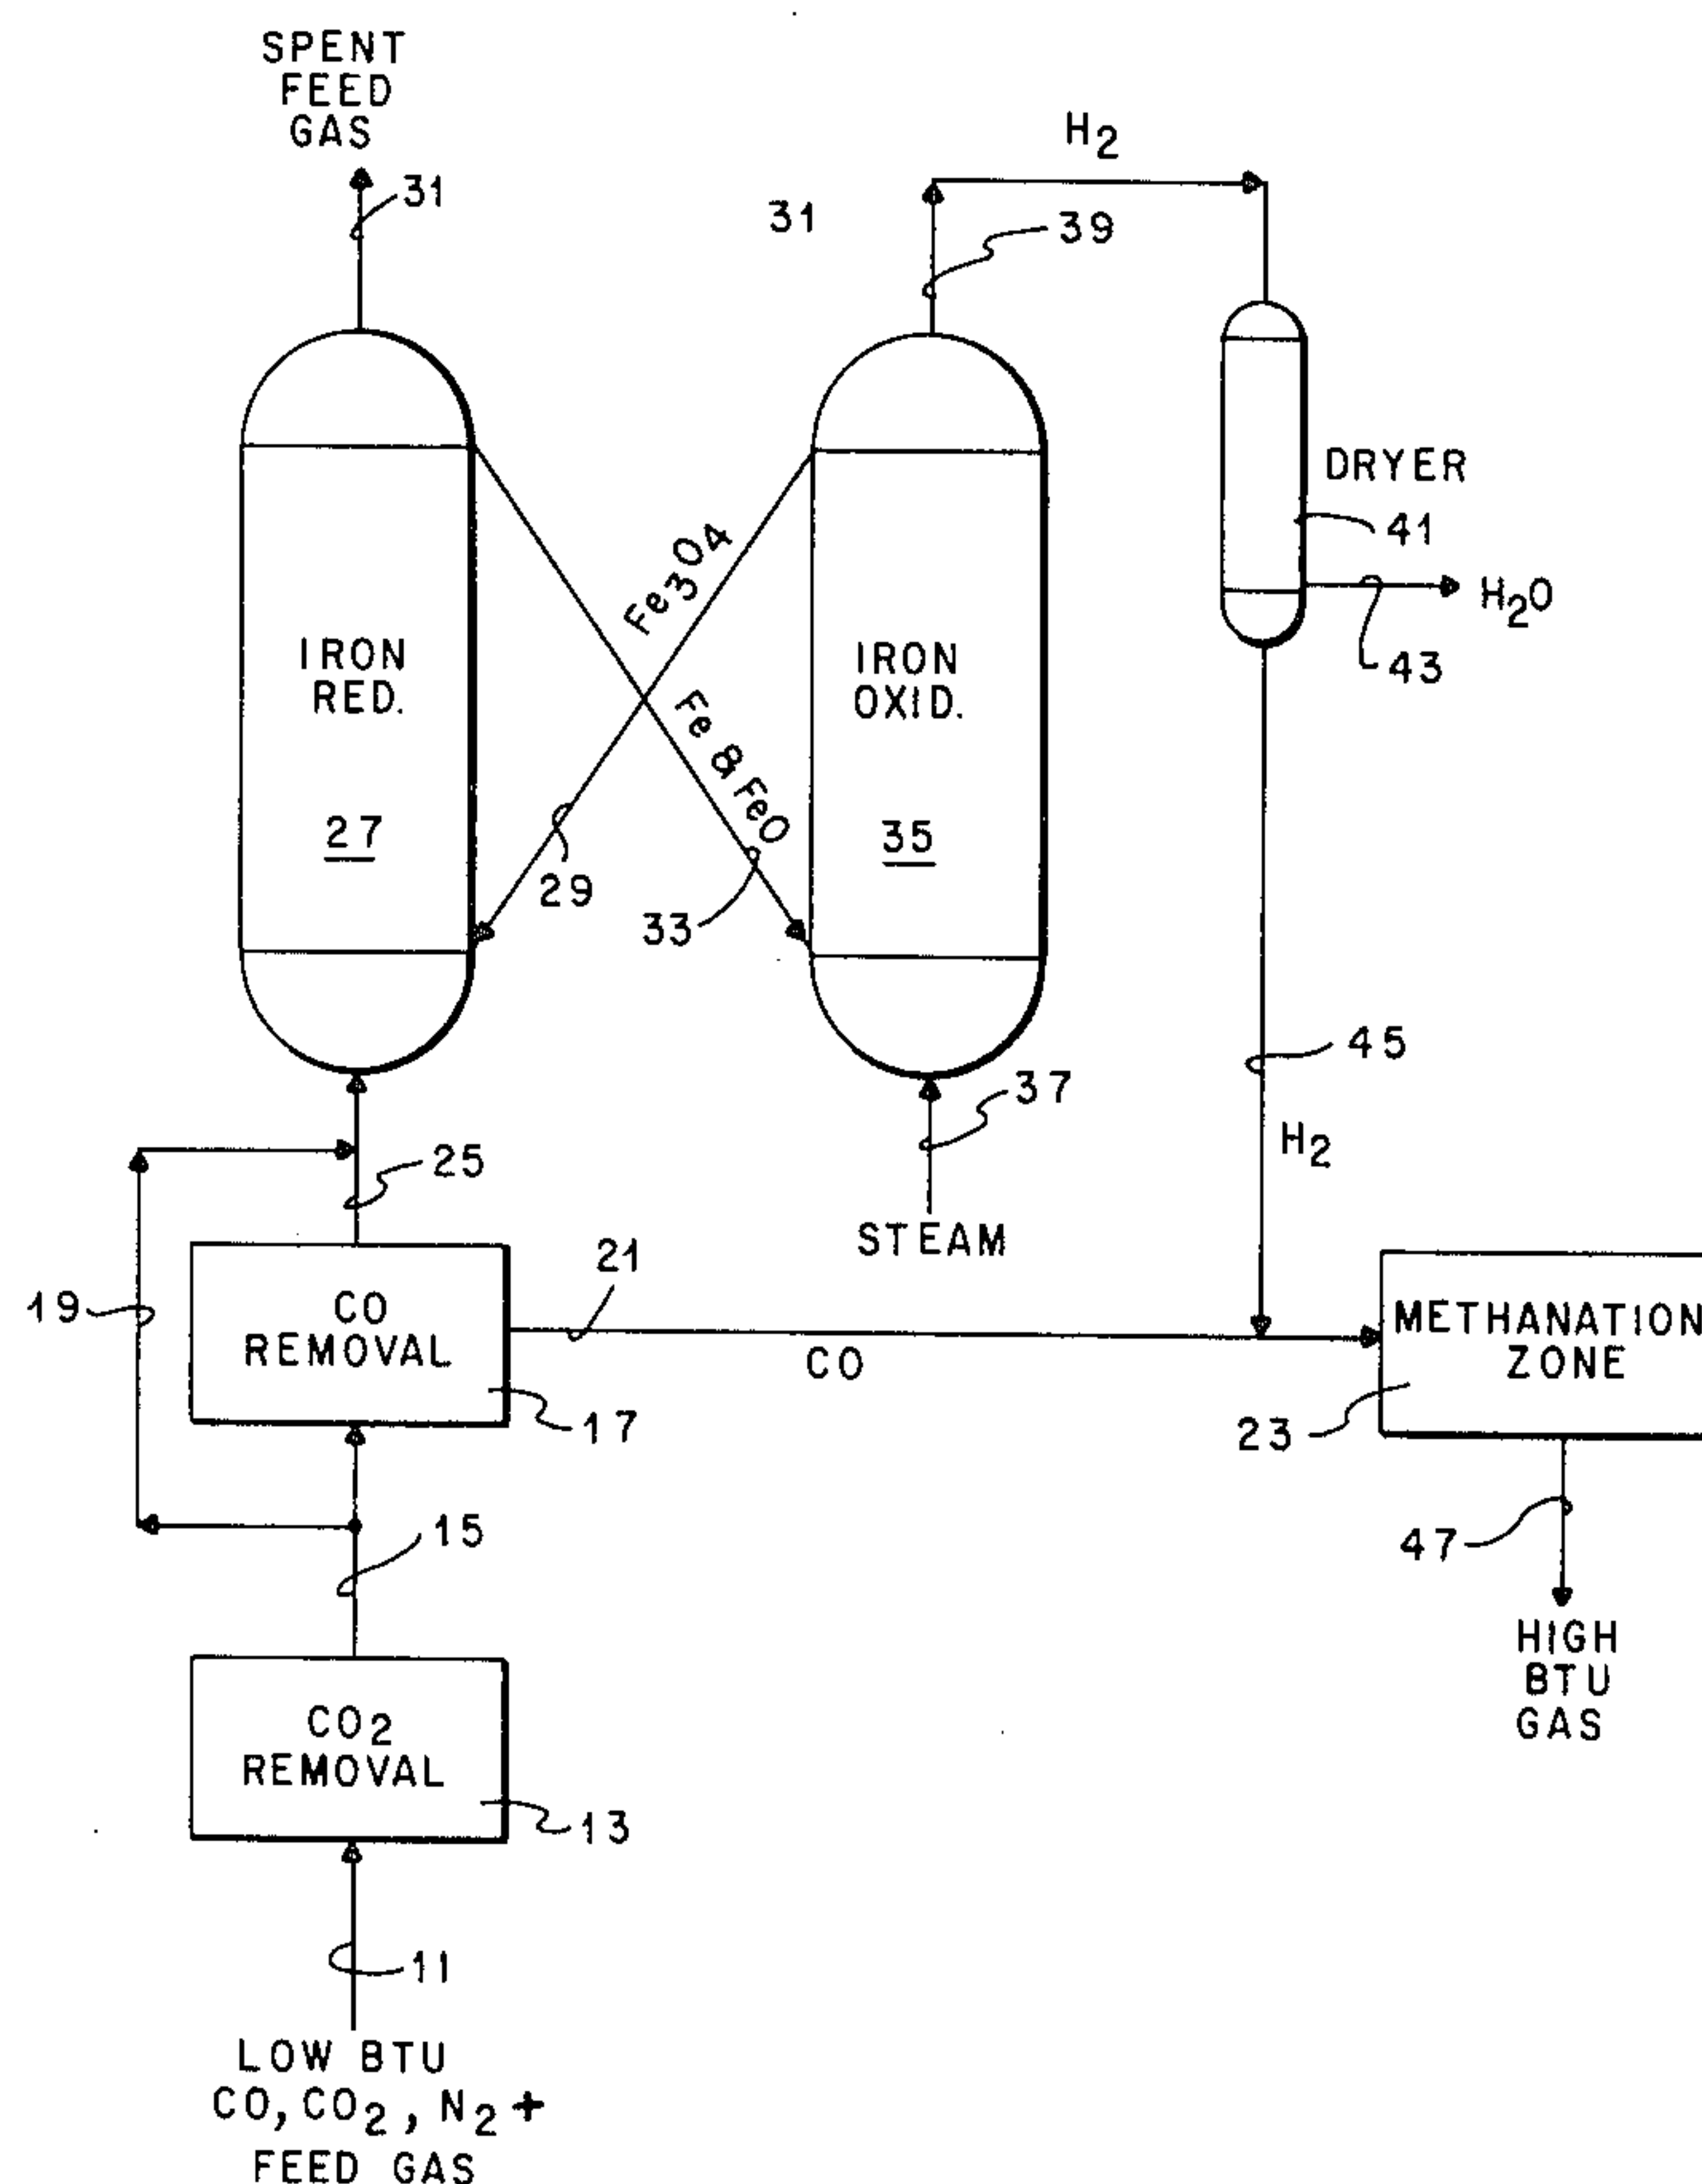 SPENT
FEED
GAS
31
H2
31
39
DRYER
41
H2O
43
Fe3O4
Fe & FeO
IRON
RED.
27
IRON
OXID.
35
29
33
45
37
H2
25
STEAM
21
19
CO
REMOVAL
CO
METHANATION
ZONE
17
23
15
47
HIGH
BTU
GAS
CO2
REMOVAL
13
11
LOW BTU
CO, CO2, N2 +
FEED GAS